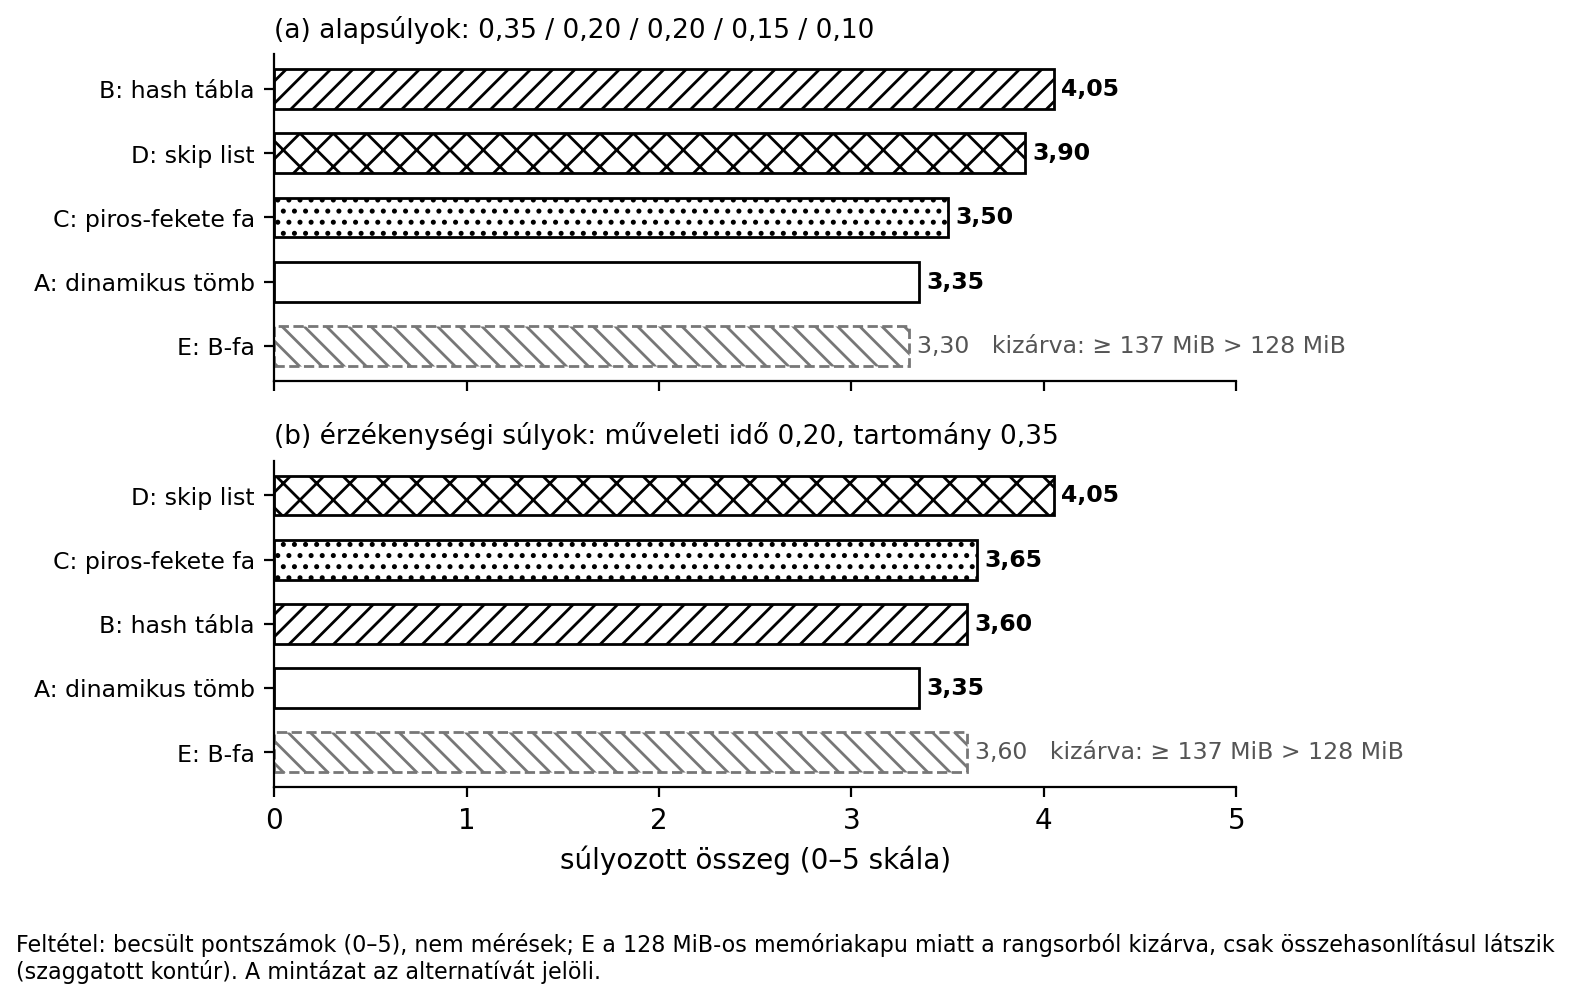 (a) alapsúlyok: 0,35 / 0,20 / 0,20 / 0,15 / 0,10
B: hash tábla 4,05
D: skip list 3,90
C: piros-fekete fa 3,50
A: dinamikus tömb 3,35
E: B-fa 3,30 kizárva: ≥ 137 MiB > 128 MiB
(b) érzékenységi súlyok: műveleti idő 0,20, tartomány 0,35
D: skip list 4,05
C: piros-fekete fa 3,65
B: hash tábla 3,60
A: dinamikus tömb 3,35
E: B-fa 3,60 kizárva: ≥ 137 MiB > 128 MiB
0 1 2 3 4 5
súlyozott összeg (0–5 skála)
Feltétel: becsült pontszámok (0–5), nem mérések; E a 128 MiB-os memóriakapu miatt a rangsorból kizárva, csak összehasonlításul látszik
(szaggatott kontúr). A mintázat az alternatívát jelöli.